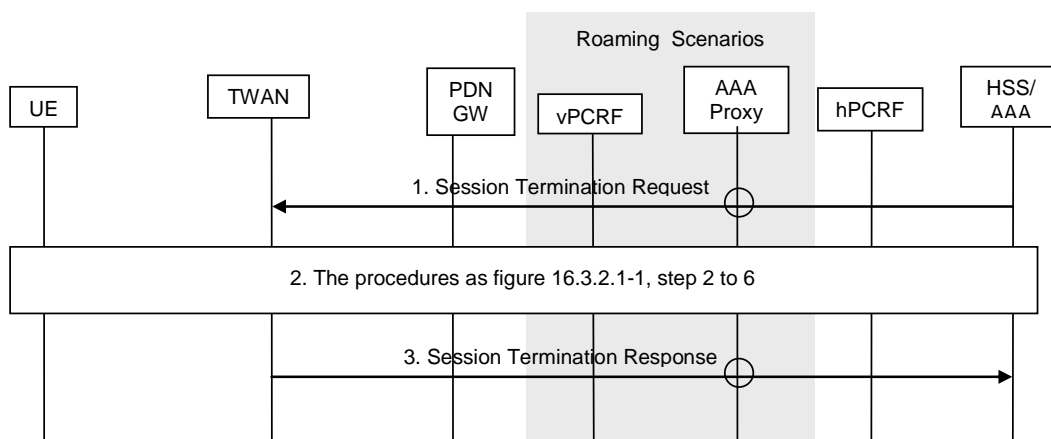 Roaming Scenarios
UE
TWAN
PDN
GW
vPCRF
AAA
Proxy
hPCRF
HSS/
AAA
1. Session Termination Request
2. The procedures as figure 16.3.2.1-1, step 2 to 6
3. Session Termination Response